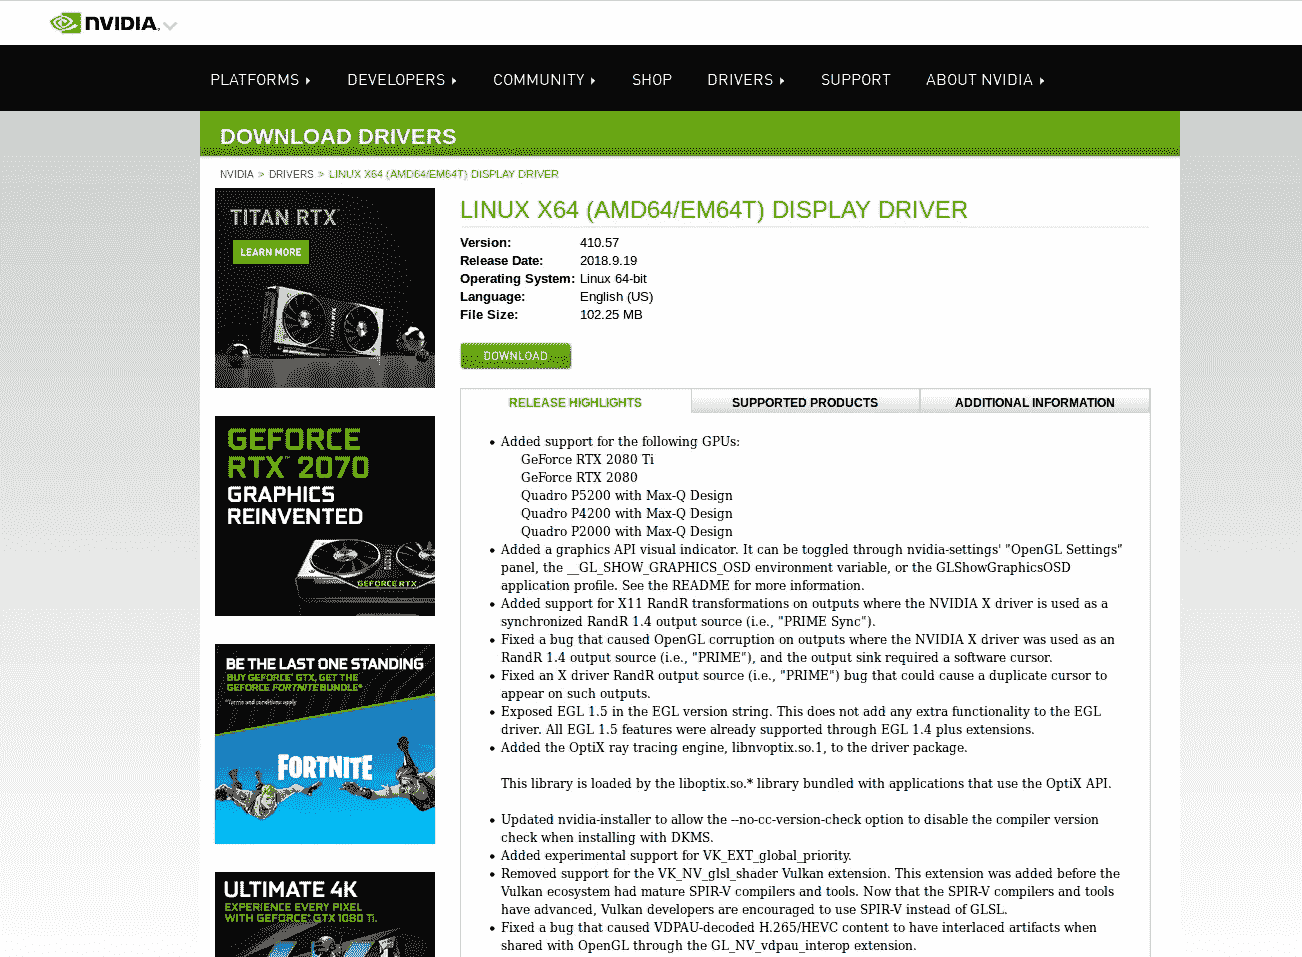 NVIDIA.
PLATFORMS
DEVELOPERS
COMMUNITY
SHOP
DRIVERS
SUPPORT
ABOUT NVIDIA
DOWNLOAD DRIVERS
NVIDIA > DRIVERS > LINUX X64 (AMD64/EM64T) DISPLAY DRIVER
TITAN RTX™
LEARN MORE
TITAN RTX
GEFORCE
RTX™ 2070
GRAPHICS
REINVENTED
GEFORCE RTX
BE THE LAST ONE STANDING
BUY GEFORCE® GTX, GET THE
GEFORCE FORTNITE BUNDLE*
*Terms and conditions apply
FORTNITE
ULTIMATE 4K
EXPERIENCE EVERY PIXEL
WITH GEFORCE® GTX 1080 Ti.
LINUX X64 (AMD64/EM64T) DISPLAY DRIVER
Version: 410.57
Release Date: 2018.9.19
Operating System: Linux 64-bit
Language: English (US)
File Size: 102.25 MB
DOWNLOAD
RELEASE HIGHLIGHTS
SUPPORTED PRODUCTS
ADDITIONAL INFORMATION
• Added support for the following GPUs:
GeForce RTX 2080 Ti
GeForce RTX 2080
Quadro P5200 with Max-Q Design
Quadro P4200 with Max-Q Design
Quadro P2000 with Max-Q Design
• Added a graphics API visual indicator. It can be toggled through nvidia-settings' "OpenGL Settings"
panel, the __GL_SHOW_GRAPHICS_OSD environment variable, or the GLShowGraphicsOSD
application profile. See the README for more information.
• Added support for X11 RandR transformations on outputs where the NVIDIA X driver is used as a
synchronized RandR 1.4 output source (i.e., "PRIME Sync").
• Fixed a bug that caused OpenGL corruption on outputs where the NVIDIA X driver was used as an
RandR 1.4 output source (i.e., "PRIME"), and the output sink required a software cursor.
• Fixed an X driver RandR output source (i.e., "PRIME") bug that could cause a duplicate cursor to
appear on such outputs.
• Exposed EGL 1.5 in the EGL version string. This does not add any extra functionality to the EGL
driver. All EGL 1.5 features were already supported through EGL 1.4 plus extensions.
• Added the OptiX ray tracing engine, libnvoptix.so.1, to the driver package.
This library is loaded by the liboptix.so.* library bundled with applications that use the OptiX API.
• Updated nvidia-installer to allow the --no-cc-version-check option to disable the compiler version
check when installing with DKMS.
• Added experimental support for VK_EXT_global_priority.
• Removed support for the VK_NV_glsl_shader Vulkan extension. This extension was added before the
Vulkan ecosystem had mature SPIR-V compilers and tools. Now that the SPIR-V compilers and tools
have advanced, Vulkan developers are encouraged to use SPIR-V instead of GLSL.
• Fixed a bug that caused VDPAU-decoded H.265/HEVC content to have interlaced artifacts when
shared with OpenGL through the GL_NV_vdpau_interop extension.